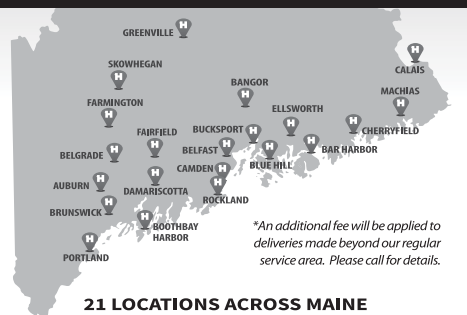 GREENVILLE
CALAIS
SKOWHEGAN
BANGOR
MACHIAS
FARMINGTON
ELLSWORTH
FAIRFIELD
BUCKSPORT
CHERRYFIELD
BELGRADE
BELFAST
BAR HARBOR
BLUE HILL
CAMDEN
AUBURN
DAMARISCOTTA
ROCKLAND
BRUNSWICK
BOOTHBAY
HARBOR
PORTLAND
*An additional fee will be applied to
deliveries made beyond our regular
service area. Please call for details.
21 LOCATIONS ACROSS MAINE